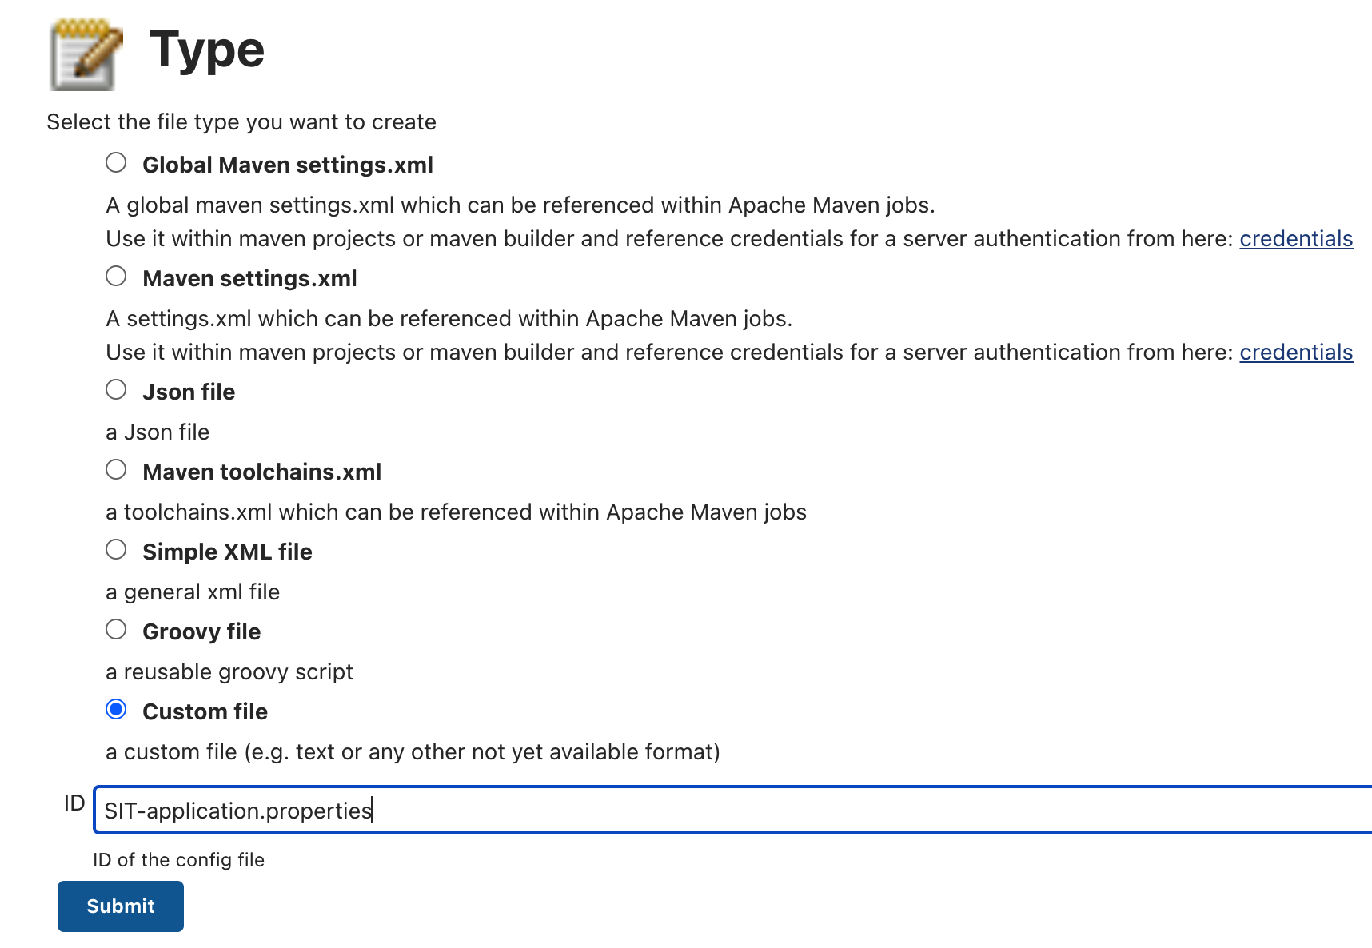 Type
Select the file type you want to create
Global Maven settings.xml
A global maven settings.xml which can be referenced within Apache Maven jobs.
Use it within maven projects or maven builder and reference credentials for a server authentication from here: credentials
Maven settings.xml
A settings.xml which can be referenced within Apache Maven jobs.
Use it within maven projects or maven builder and reference credentials for a server authentication from here: credentials
Json file
a Json file
Maven toolchains.xml
a toolchains.xml which can be referenced within Apache Maven jobs
Simple XML file
a general xml file
Groovy file
a reusable groovy script
Custom file
a custom file (e.g. text or any other not yet available format)
ID SIT-application.properties
ID of the config file
Submit